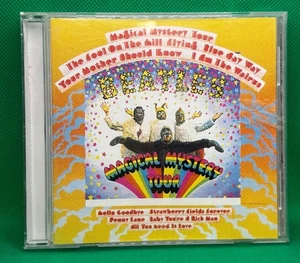 Magical Mystery Tour
The Fool On The Hill Flying Blue Jay Way
Your Mother Should Know I Am The Walrus
BEATLES
MAGICAL MYSTERY
TOUR
Hello Goodbye Strawberry Fields Forever
Penny Lane Baby You're A Rich Man
All You Need Is Love